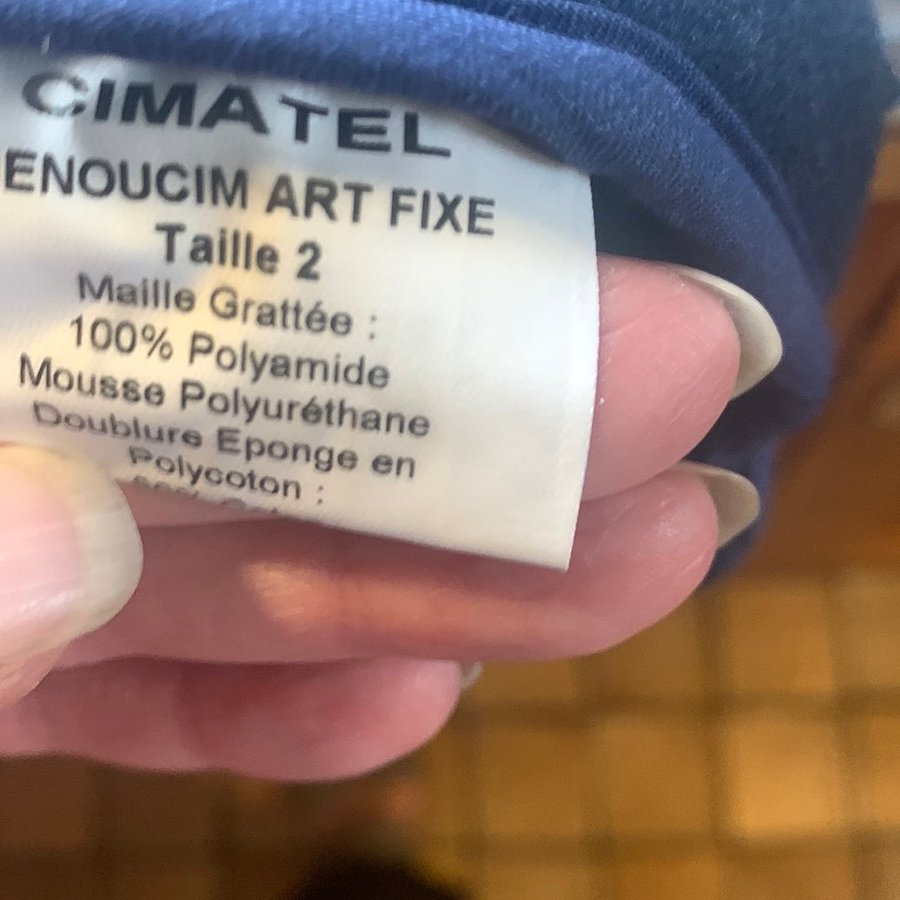 CIMATEL
ENOUCIM ART FIXE
Taille 2
Maille Grattée :
100% Polyamide
Mousse Polyuréthane
Doublure Eponge en
Polycoton :